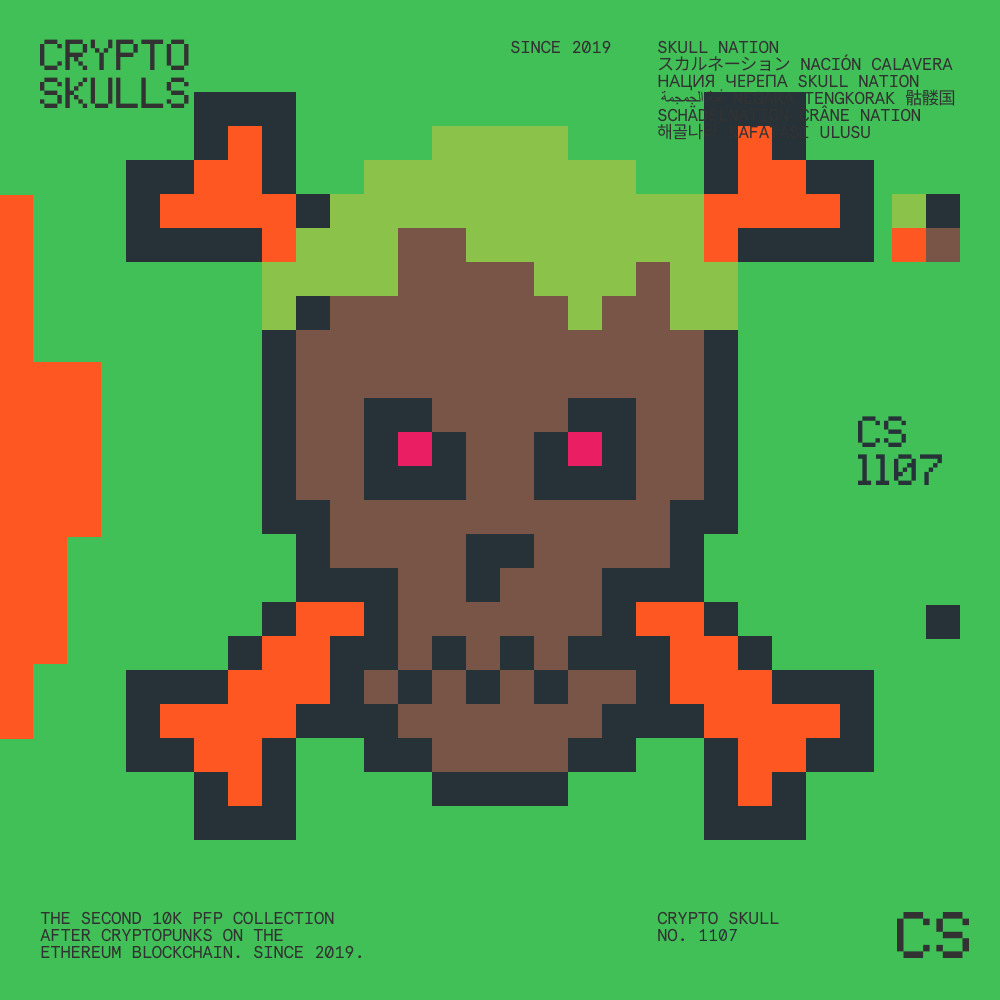 CRYPTO
SKULLS
SINCE 2019
SKULL NATION
スカルネーション NACIÓN CALAVERA
НАЦИЯ ЧЕРЕПА SKULL NATION
الجمجمة TENGKORAK 骷髅国
CRÂNE NATION
해골나 ULUSU
CS
1107
THE SECOND 10K PFP COLLECTION
AFTER CRYPTOPUNKS ON THE
ETHEREUM BLOCKCHAIN. SINCE 2019.
CRYPTO SKULL
NO. 1107
CS